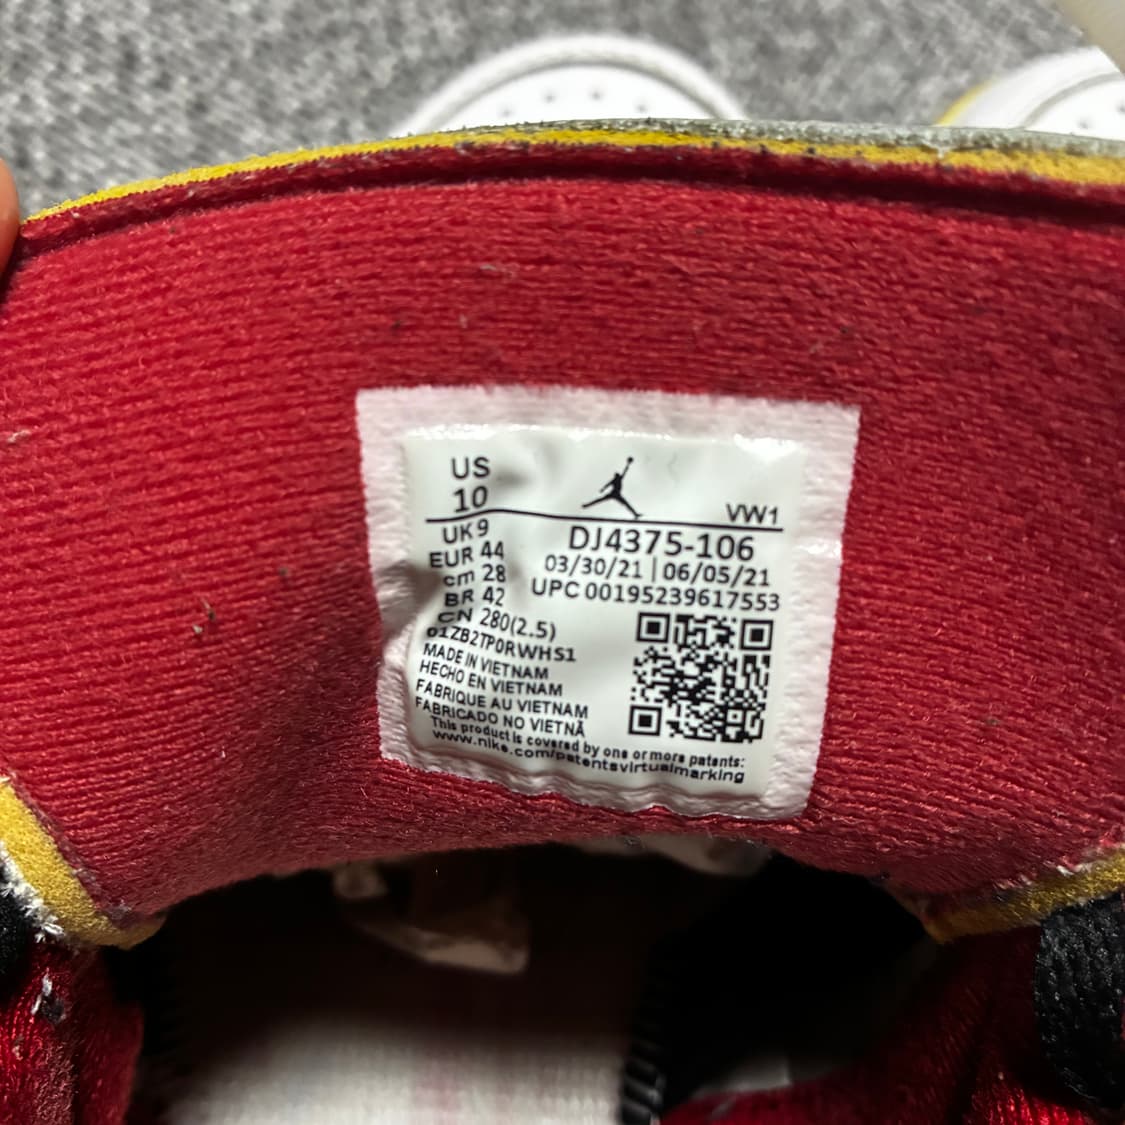 US
10
VW1
UK 9
DJ4375-106
EUR 44
03/30/21 | 06/05/21
cm 28
UPC 00195239617553
BR 42
CN 280(2.5)
61ZB2TP0RWHS1
MADE IN VIETNAM
HECHO EN VIETNAM
FABRIQUE AU VIETNAM
FABRICADO NO VIETNÃ
This product is covered by one or more patents:
www.nike.com/patentsvirtualmarking